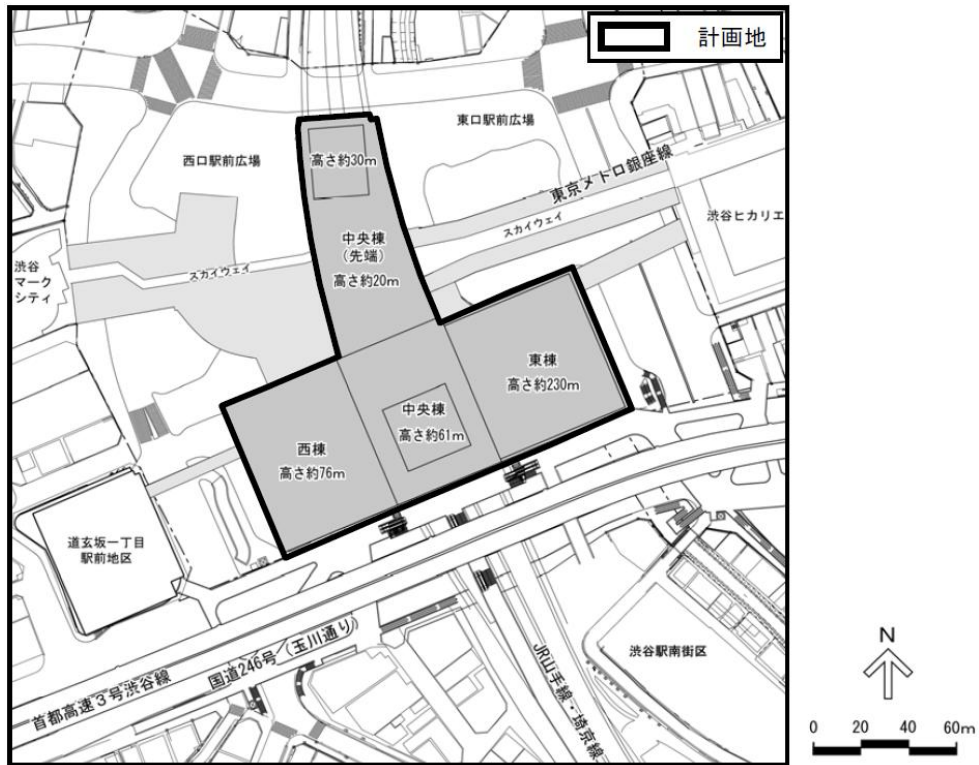 計画地
東口駅前広場
西口駅前広場
高さ約30m
東京メトロ銀座線
渋谷ヒカリエ
スカイウェイ
中央棟
(先端)
高さ約20m
スカイウェイ
渋谷
マーク
シティ
東棟
高さ約230m
中央棟
高さ約61m
西棟
高さ約76m
道玄坂一丁目
駅前地区
渋谷駅南街区
国道246号(玉川通り)
首都高速3号渋谷線
JR山手線・埼京線
N
0 20 40 60m